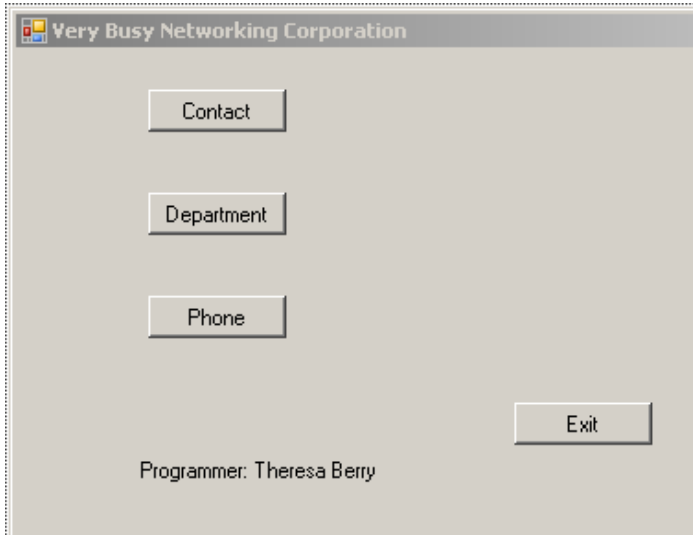 Very Busy Networking Corporation
Contact
Department
Phone
Exit
Programmer: Theresa Berry